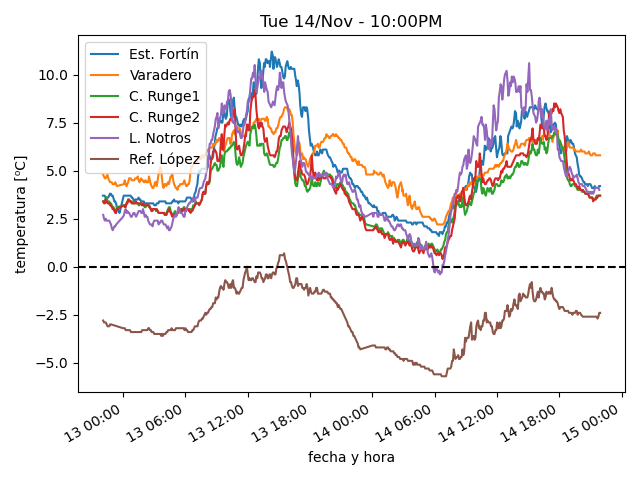 Tue 14/Nov - 10:00PM
Est. Fortín
Varadero
C. Runge1
C. Runge2
L. Notros
Ref. López
temperatura [ºC]
10.0
7.5
5.0
2.5
0.0
−2.5
−5.0
13 00:00
13 06:00
13 12:00
13 18:00
14 00:00
14 06:00
14 12:00
14 18:00
15 00:00
fecha y hora